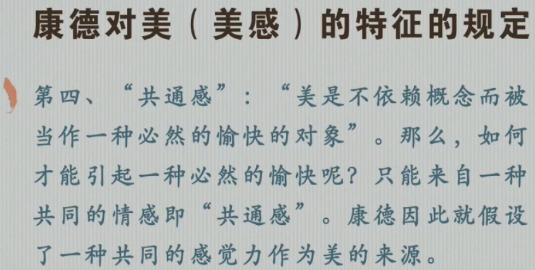 康德对美（美感）的特征的规定
第四、“共通感”：“美是不依赖概念而被
当作一种必然的愉快的对象”。那么，如何
才能引起一种必然的愉快呢？只能来自一种
共同的情感即“共通感”。康德因此就假设
了一种共同的感觉力作为美的来源。